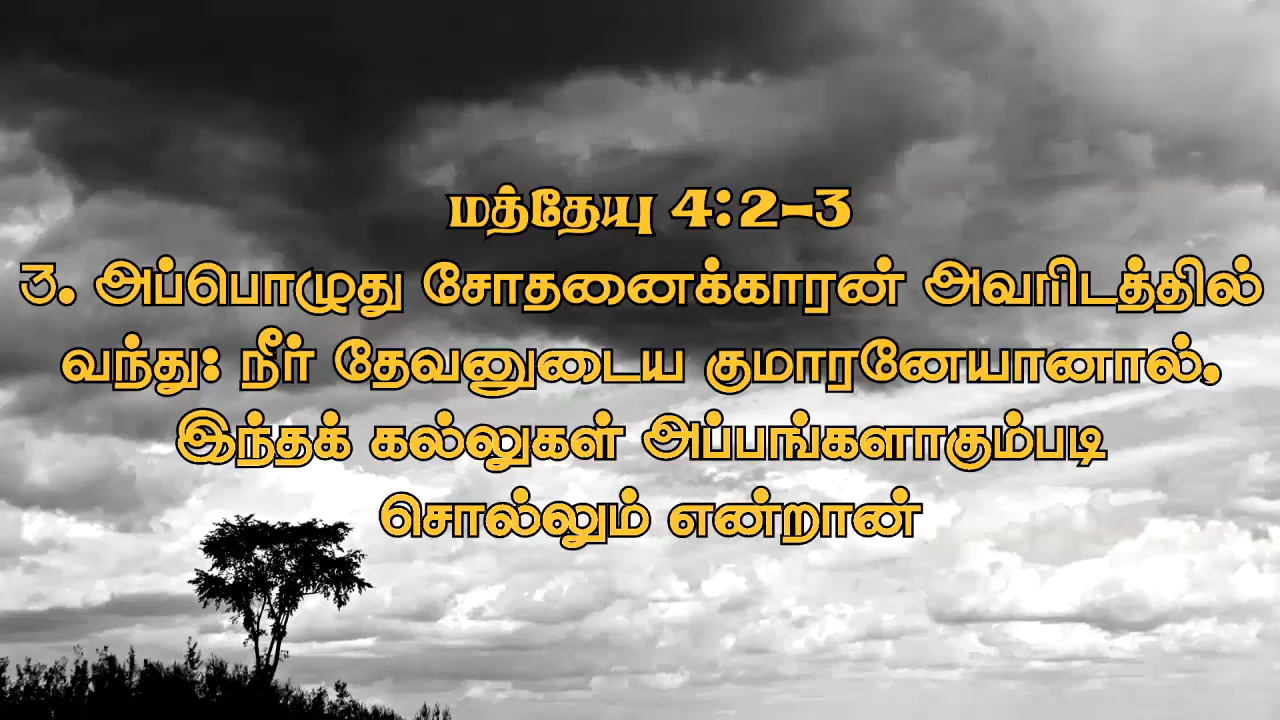 மத்தேயு 4:2-3
3. அப்பொழுது சோதனைக்காரன் அவரிடத்தில்
வந்து: நீர் தேவனுடைய குமாரனேயானால்,
இந்தக் கல்லுகள் அப்பங்களாகும்படி
சொல்லும் என்றான்